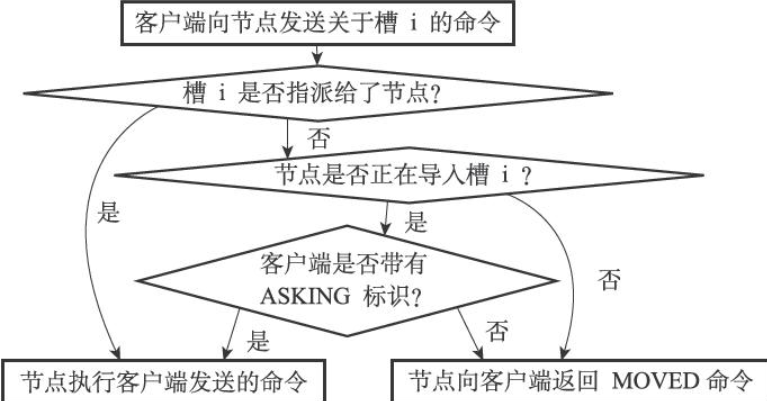 客户端向节点发送关于槽 i 的命令
槽 i 是否指派给了节点?
否
节点是否正在导入槽 i ?
是
是
客户端是否带有
ASKING 标识?
否
是
否
节点执行客户端发送的命令
节点向客户端返回 MOVED 命令